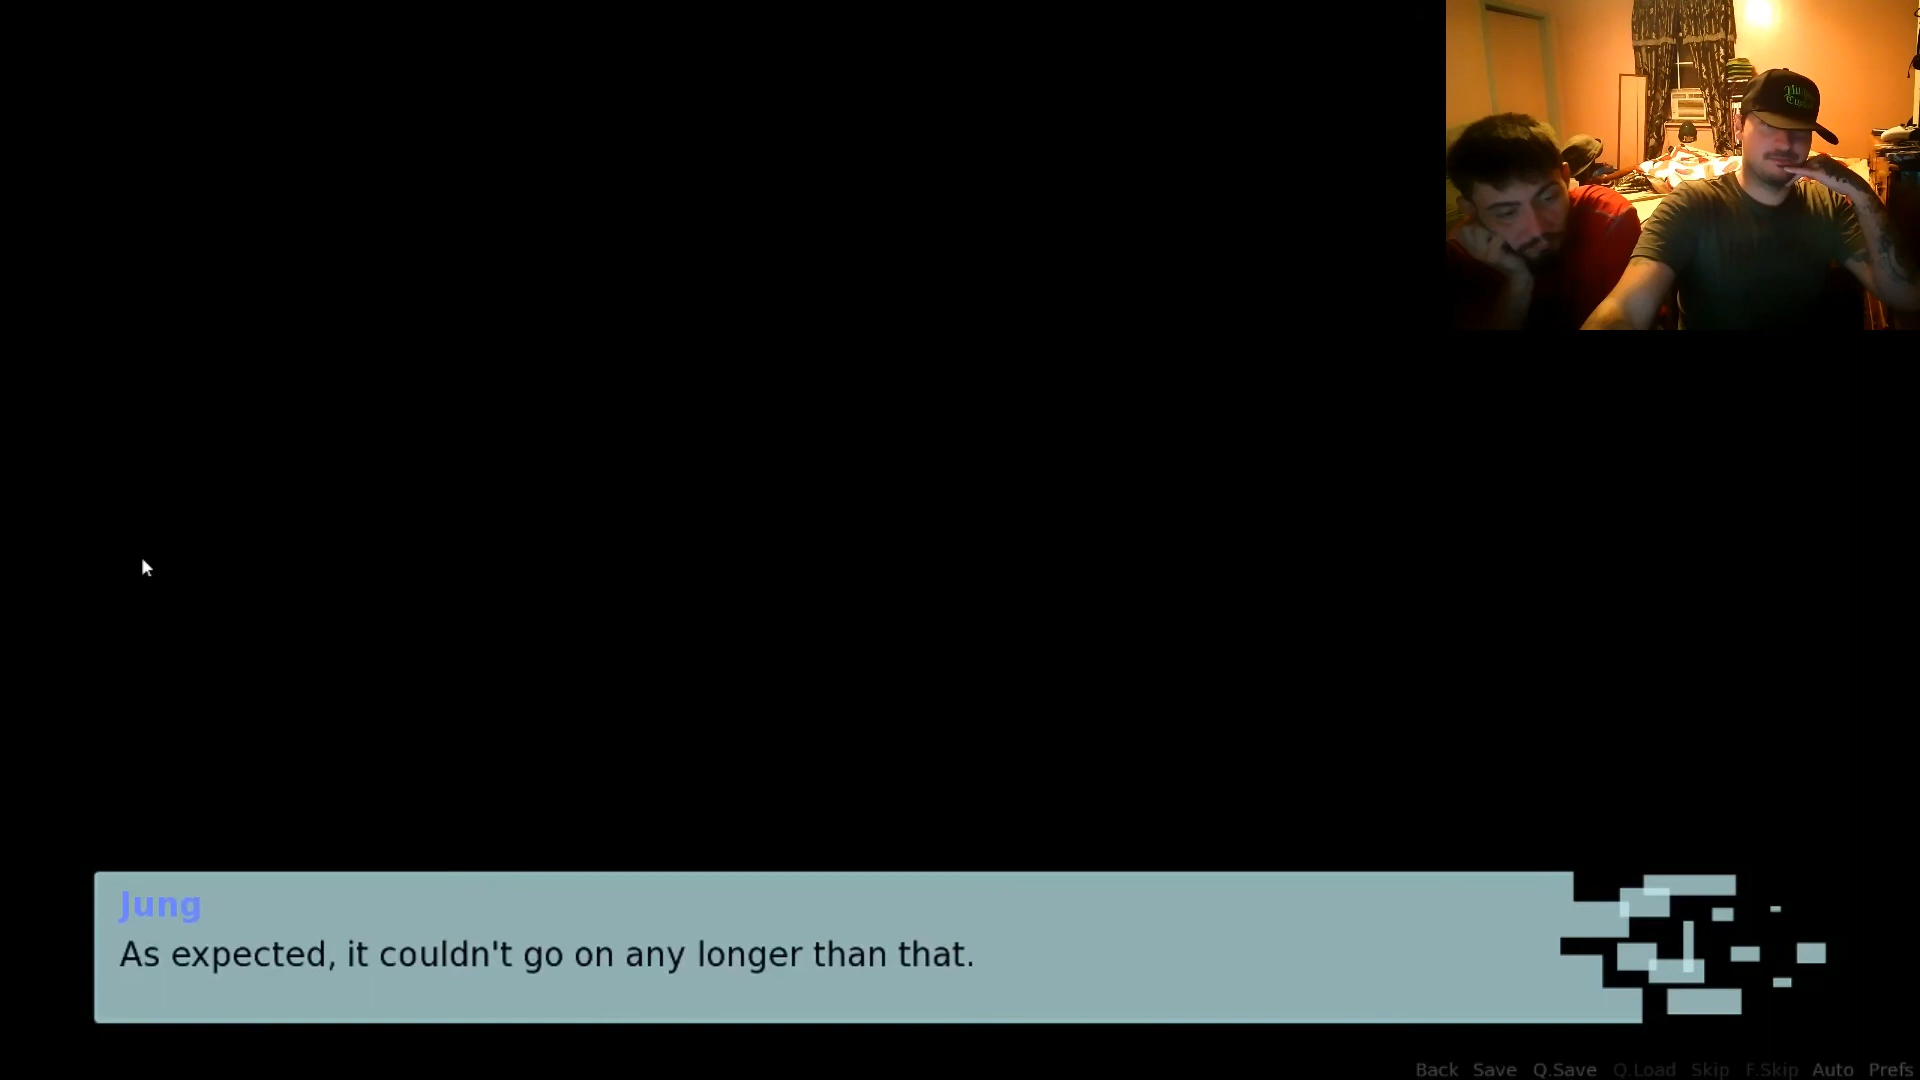 Jung
As expected, it couldn't go on any longer than that.
Back Save Q.Save Q.Load Skip F.Skip Auto Prefs